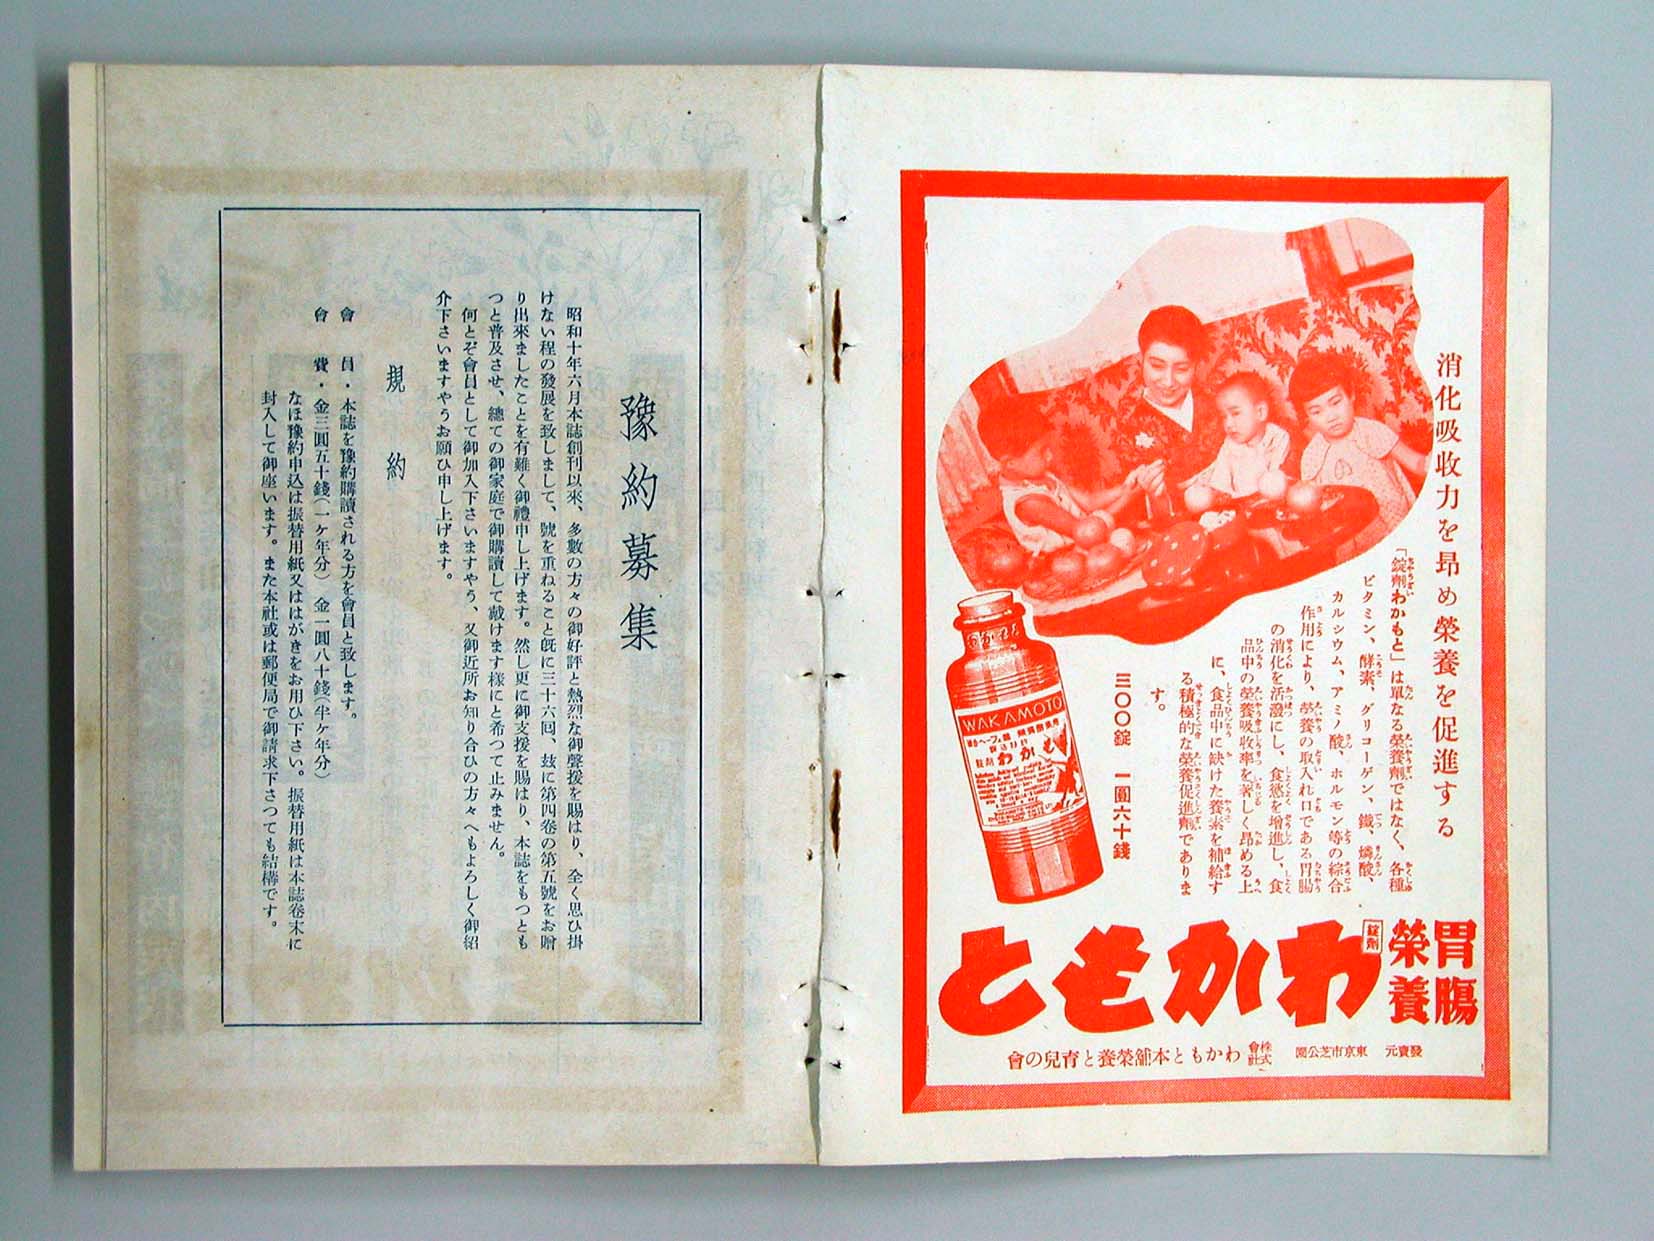 消化吸收力を昂め榮養を促進する
「錠劑わかもと」は單なる榮養劑ではなく、各種
ビタミン、酵素、グリコーゲン、鐵、燐酸、
カルシウム、アミノ酸、ホルモン等の綜合
作用により、榮養の取入れ口である胃腸
の消化を活潑にし、食慾を增進し、食
品中の榮養吸收率を著しく昂める上
に、食品中に缺けた養素を補給す
る積極的な榮養促進劑でありま
す。
三〇〇錠 一圓六十錢
わかもと
WAKAMOTO
錠劑
わかもと
胃腸
榮養
錠劑
わかもと
發賣元 東京市芝公園 株式會社 わかもと本舖榮養と育兒の會
豫約募集
昭和十年六月本誌創刊以來、多數の方々の御好評と熱烈な御聲援を賜はり、全く思ひ掛
けない程の發展を致しまして、號を重ねること既に三十六回、玆に第四卷の第五號をお贈
り出來ましたことを有難く御禮申し上げます。然し更に御支援を賜はり、本誌をもつとも
つと普及させ、總ての御家庭で御購讀して戴けます樣にと希つて止みません。
何とぞ會員として御加入下さいますやう、又御近所お知り合ひの方々へもよろしく御紹
介下さいますやうお願ひ申し上げます。
規約
會員・本誌を豫約購讀される方を會員と致します。
會費・金三圓五十錢(一ケ年分) 金一圓八十錢(半ケ年分)
なほ豫約申込は振替用紙又ははがきをお用ひ下さい。振替用紙は本誌卷末に
封入して御座います。また本社或は郵便局で御請求下さつても結構です。